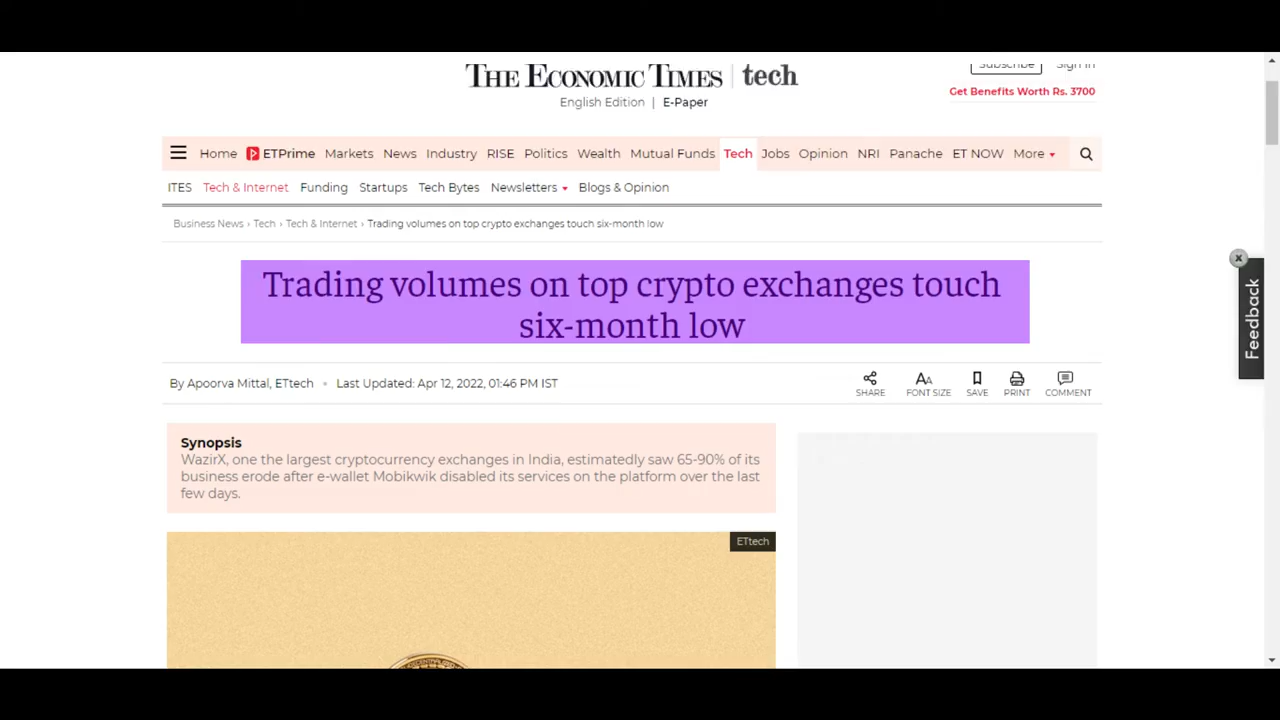 Subscribe Sign In
THE ECONOMIC TIMES | tech
English Edition | E-Paper
Get Benefits Worth Rs. 3700
Home ETPrime Markets News Industry RISE Politics Wealth Mutual Funds Tech Jobs Opinion NRI Panache ET NOW More
ITES Tech & Internet Funding Startups Tech Bytes Newsletters Blogs & Opinion
Business News › Tech › Tech & Internet › Trading volumes on top crypto exchanges touch six-month low
Trading volumes on top crypto exchanges touch
six-month low
By Apoorva Mittal, ETtech • Last Updated: Apr 12, 2022, 01:46 PM IST
SHARE FONT SIZE SAVE PRINT COMMENT
Synopsis
WazirX, one the largest cryptocurrency exchanges in India, estimatedly saw 65-90% of its
business erode after e-wallet Mobikwik disabled its services on the platform over the last
few days.
ETtech
Feedback